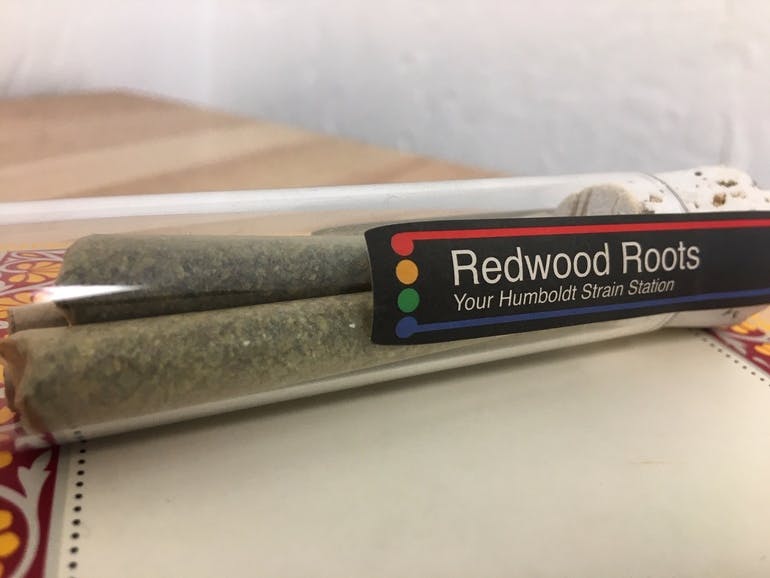 Redwood Roots
Your Humboldt Strain Station